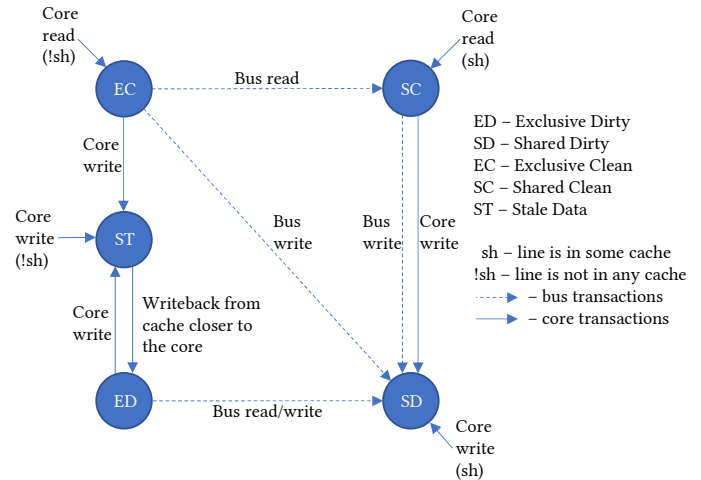 Core
read
(!sh)
Core
read
(sh)
EC
Bus read
SC
ED – Exclusive Dirty
SD – Shared Dirty
EC – Exclusive Clean
SC – Shared Clean
ST – Stale Data
Core
write
Core
write
(!sh)
ST
Bus
write
Bus
write
Core
write
sh – line is in some cache
!sh – line is not in any cache
– bus transactions
– core transactions
Core
write
Writeback from
cache closer to
the core
ED
Bus read/write
SD
Core
write
(sh)